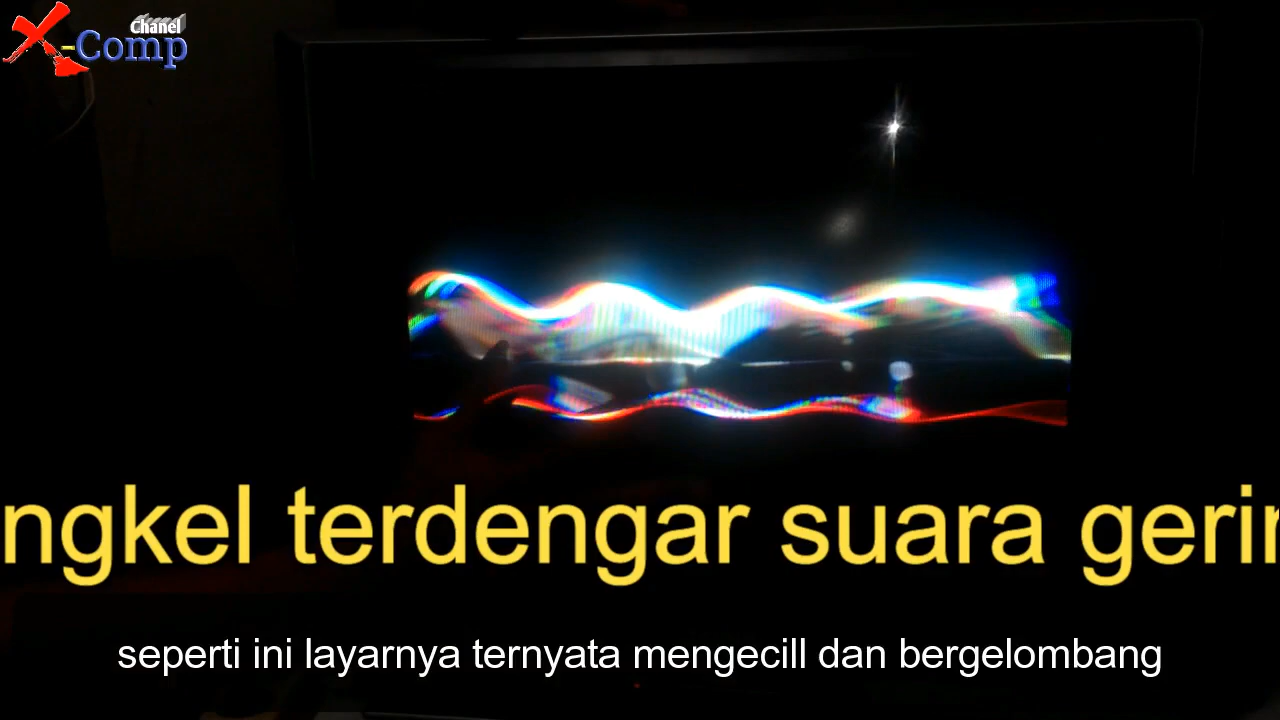 Chanel
X-Comp
ngkel terdengar suara gerin
seperti ini layarnya ternyata mengecill dan bergelombang